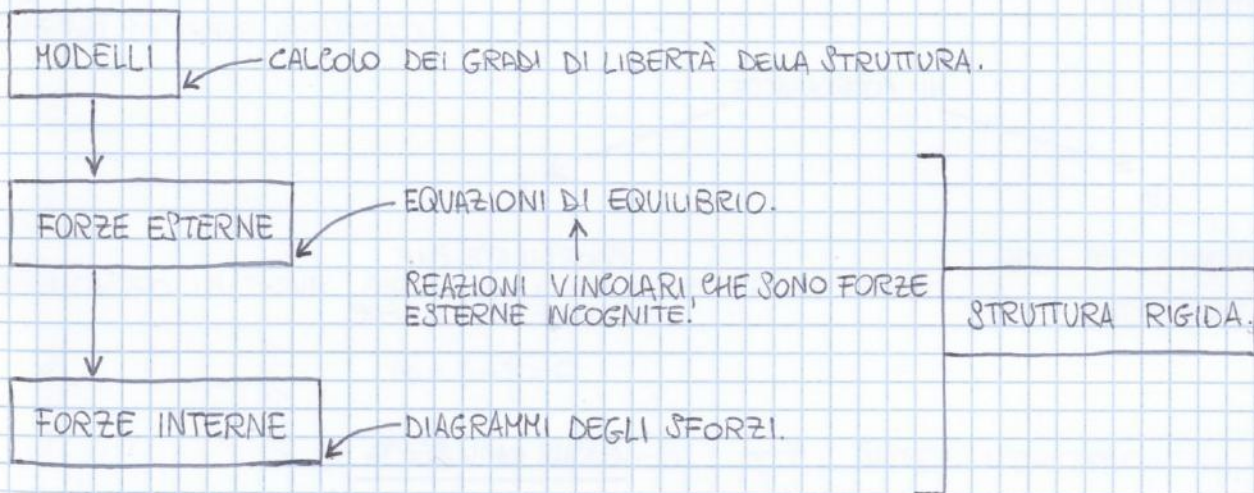 MODELLI
CALCOLO DEI GRADI DI LIBERTÀ DELLA STRUTTURA.
FORZE ESTERNE
EQUAZIONI DI EQUILIBRIO.
REAZIONI VINCOLARI, CHE SONO FORZE
ESTERNE INCOGNITE.
STRUTTURA RIGIDA.
FORZE INTERNE
DIAGRAMMI DEGLI SFORZI.